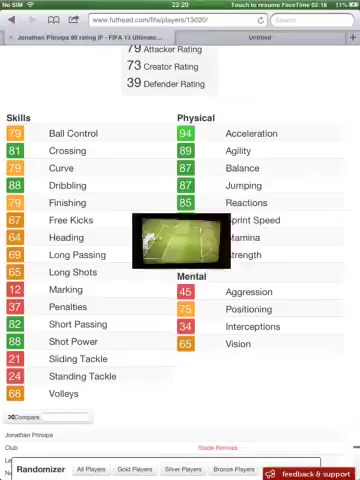 No SIM 23:20 Touch to resume FaceTime 02:18 11%
www.futhead.com/fifa/players/13020/ Search
Jonathan Pitroipa 80 rating IF - FIFA 13 Ultimate... Untitled
79 Attacker Rating
73 Creator Rating
39 Defender Rating
Skills
79 Ball Control
81 Crossing
79 Curve
88 Dribbling
79 Finishing
67 Free Kicks
64 Heading
69 Long Passing
65 Long Shots
12 Marking
37 Penalties
82 Short Passing
88 Shot Power
21 Sliding Tackle
24 Standing Tackle
68 Volleys
Physical
94 Acceleration
89 Agility
87 Balance
87 Jumping
85 Reactions
Sprint Speed
Stamina
Strength
Mental
45 Aggression
75 Positioning
34 Interceptions
65 Vision
Compare
Jonathan Pitroipa
Club Stade Rennais
Le
Na
Randomizer All Players Gold Players Silver Players Bronze Players
feedback & support